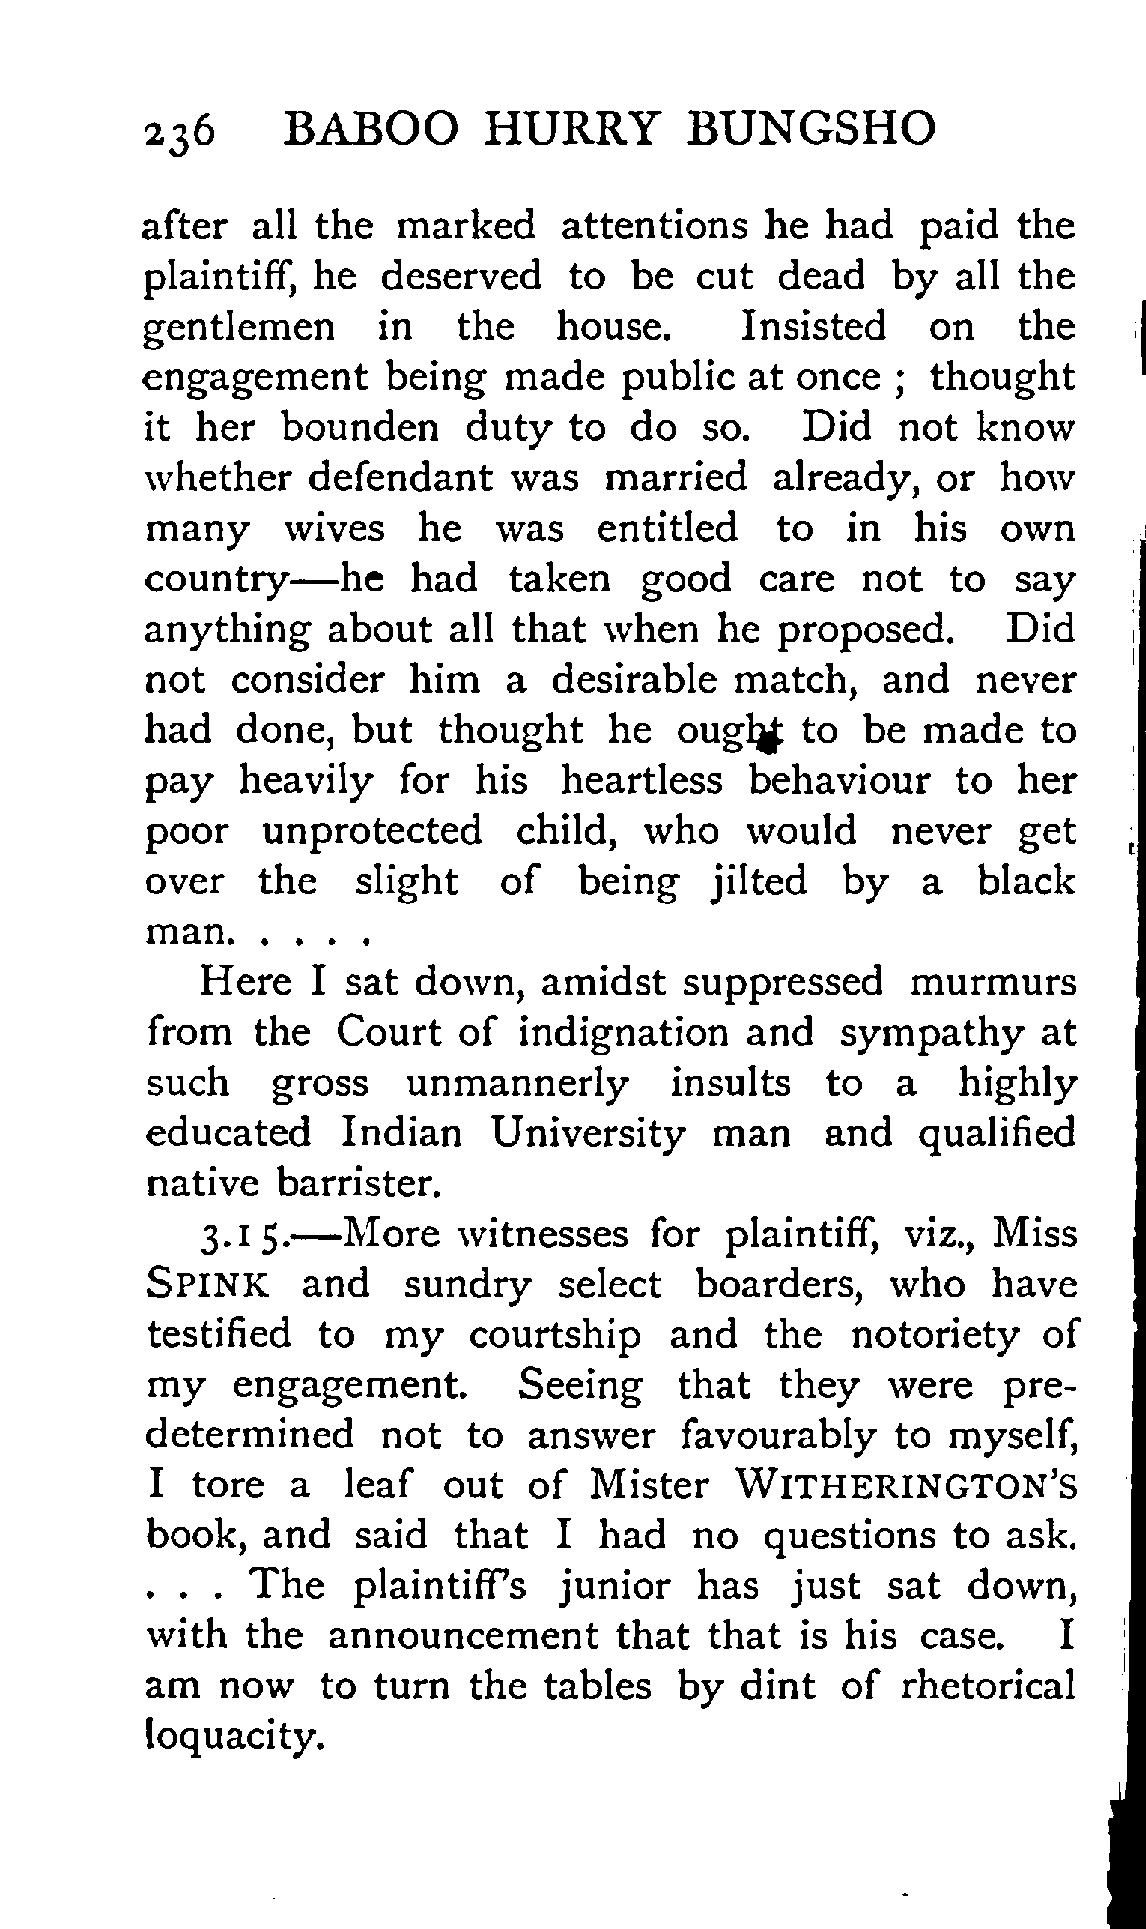 236 BABOO HURRY BUNGSHO
after all the marked attentions he had paid the
plaintiff, he deserved to be cut dead by all the
gentlemen in the house. Insisted on the
engagement being made public at once ; thought
it her bounden duty to do so. Did not know
whether defendant was married already, or how
many wives he was entitled to in his own
country—he had taken good care not to say
anything about all that when he proposed. Did
not consider him a desirable match, and never
had done, but thought he ought to be made to
pay heavily for his heartless behaviour to her
poor unprotected child, who would never get
over the slight of being jilted by a black
man. . . . .
Here I sat down, amidst suppressed murmurs
from the Court of indignation and sympathy at
such gross unmannerly insults to a highly
educated Indian University man and qualified
native barrister.
3.15.—More witnesses for plaintiff, viz., Miss
SPINK and sundry select boarders, who have
testified to my courtship and the notoriety of
my engagement. Seeing that they were pre-
determined not to answer favourably to myself,
I tore a leaf out of Mister WITHERINGTON'S
book, and said that I had no questions to ask.
. . . The plaintiff's junior has just sat down,
with the announcement that that is his case. I
am now to turn the tables by dint of rhetorical
loquacity.